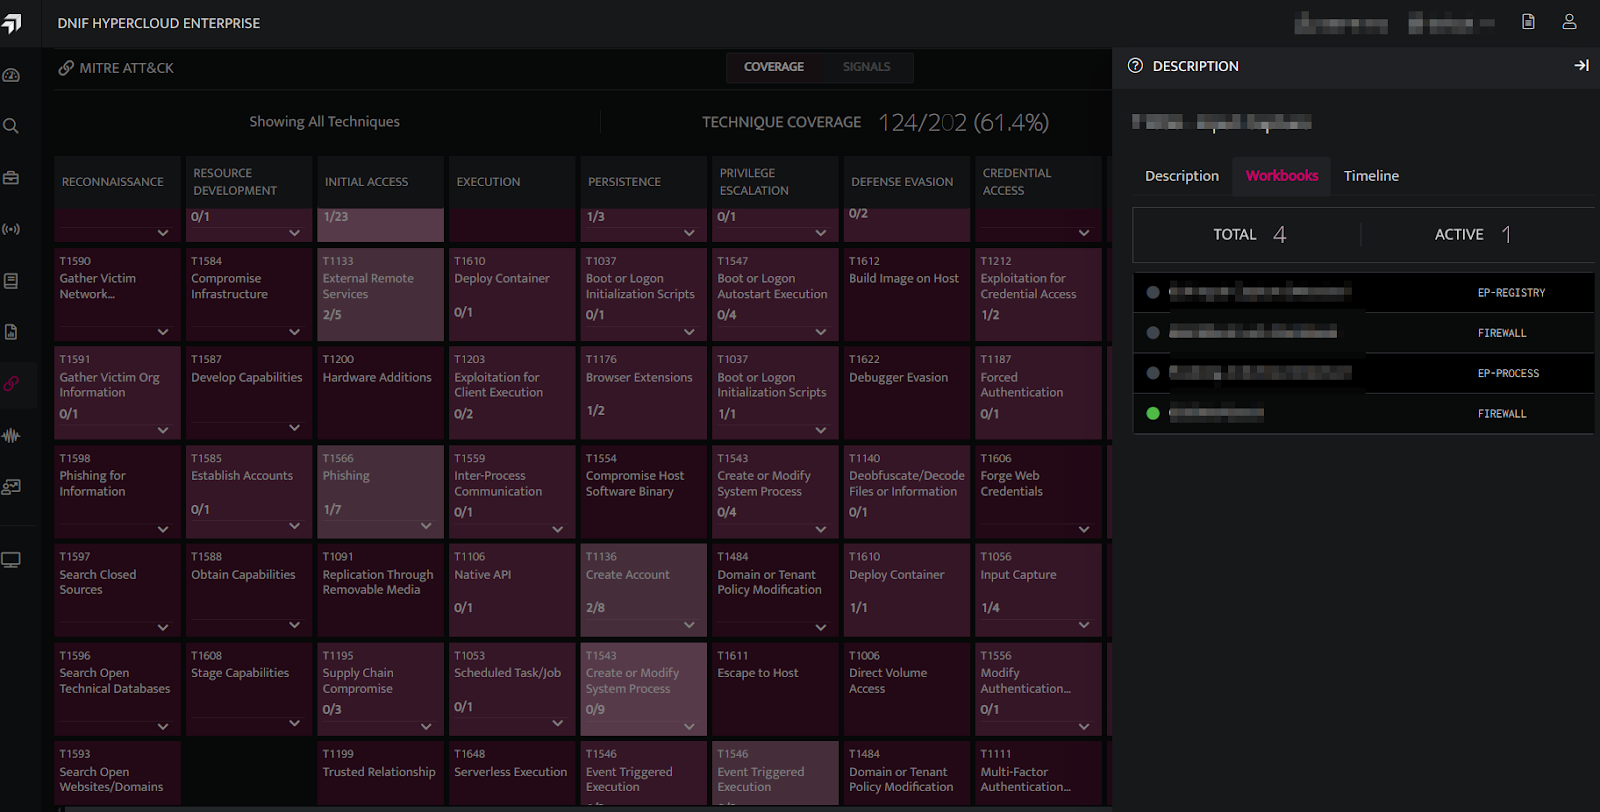 DNIF HYPERCLOUD ENTERPRISE
MITRE ATT&CK
COVERAGE
SIGNALS
Showing All Techniques
TECHNIQUE COVERAGE 124/202 (61.4%)
RECONNAISSANCE
RESOURCE
DEVELOPMENT
INITIAL ACCESS
EXECUTION
PERSISTENCE
PRIVILEGE
ESCALATION
DEFENSE EVASION
CREDENTIAL
ACCESS
0/1
1/23
1/3
0/1
0/2
T1590
Gather Victim
Network...
T1584
Compromise
Infrastructure
T1133
External Remote
Services
2/5
T1610
Deploy Container
0/1
T1037
Boot or Logon
Initialization Scripts
0/1
T1547
Boot or Logon
Autostart Execution
0/4
T1612
Build Image on Host
T1212
Exploitation for
Credential Access
1/2
T1591
Gather Victim Org
Information
0/1
T1587
Develop Capabilities
T1200
Hardware Additions
T1203
Exploitation for
Client Execution
0/2
T1176
Browser Extensions
1/2
T1037
Boot or Logon
Initialization Scripts
1/1
T1622
Debugger Evasion
T1187
Forced
Authentication
0/1
T1598
Phishing for
Information
T1585
Establish Accounts
0/1
T1566
Phishing
1/7
T1559
Inter-Process
Communication
0/1
T1554
Compromise Host
Software Binary
T1543
Create or Modify
System Process
0/4
T1140
Deobfuscate/Decode
Files or Information
0/1
T1606
Forge Web
Credentials
T1597
Search Closed
Sources
T1588
Obtain Capabilities
T1091
Replication Through
Removable Media
T1106
Native API
0/1
T1136
Create Account
2/8
T1484
Domain or Tenant
Policy Modification
T1610
Deploy Container
1/1
T1056
Input Capture
1/4
T1596
Search Open
Technical Databases
T1608
Stage Capabilities
T1195
Supply Chain
Compromise
0/3
T1053
Scheduled Task/Job
0/1
T1543
Create or Modify
System Process
0/9
T1611
Escape to Host
T1006
Direct Volume
Access
T1556
Modify
Authentication...
0/1
T1593
Search Open
Websites/Domains
T1199
Trusted Relationship
T1648
Serverless Execution
T1546
Event Triggered
Execution
T1546
Event Triggered
Execution
T1484
Domain or Tenant
Policy Modification
T1111
Multi-Factor
Authentication...
DESCRIPTION
Description
Workbooks
Timeline
TOTAL 4
ACTIVE 1
EP-REGISTRY
FIREWALL
EP-PROCESS
FIREWALL